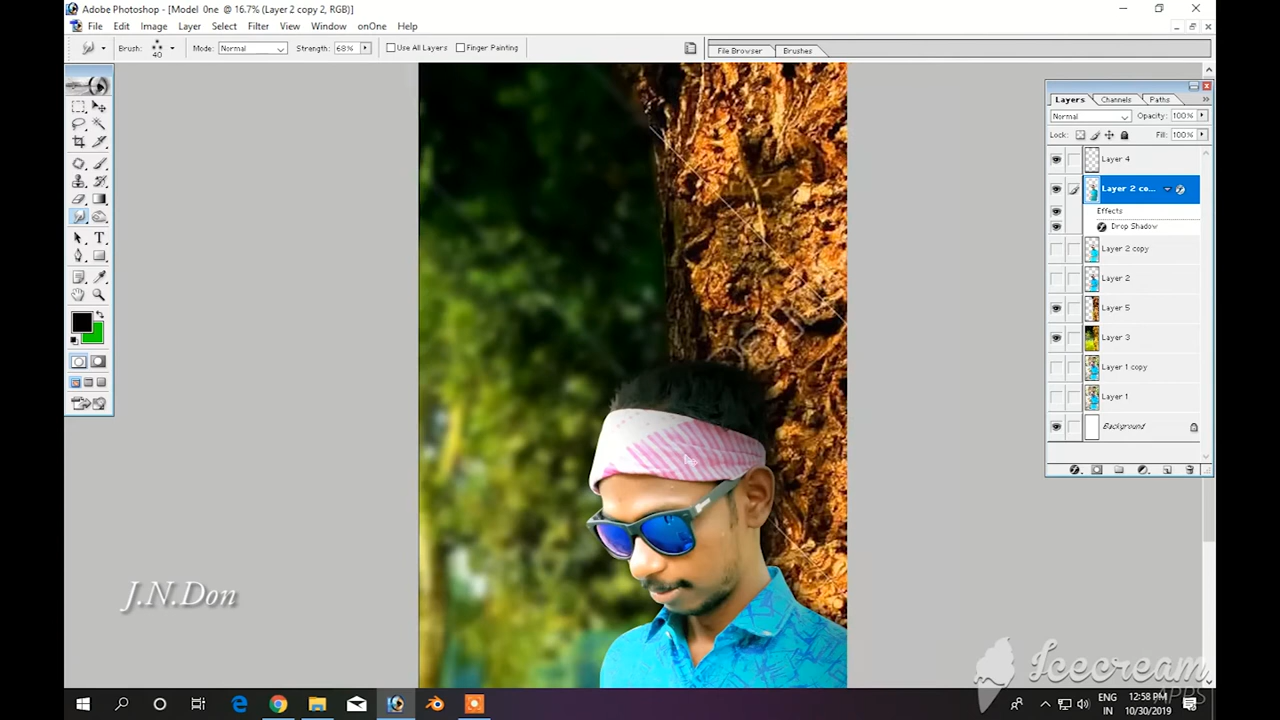 Adobe Photoshop - [Model One @ 16.7% (Layer 2 copy 2, RGB)]
File Edit Image Layer Select Filter View Window onOne Help
Brush: 40 Mode: Normal Strength: 68% Use All Layers Finger Painting File Browser Brushes
Layers Channels Paths
Normal Opacity: 100%
Lock: Fill: 100%
Layer 4
Layer 2 co...
Effects
Drop Shadow
Layer 2 copy
Layer 2
Layer 5
Layer 3
Layer 1 copy
Layer 1
Background
T
J.N.Don
Icecream
APPS
ENG
IN
12:58 PM
10/30/2019